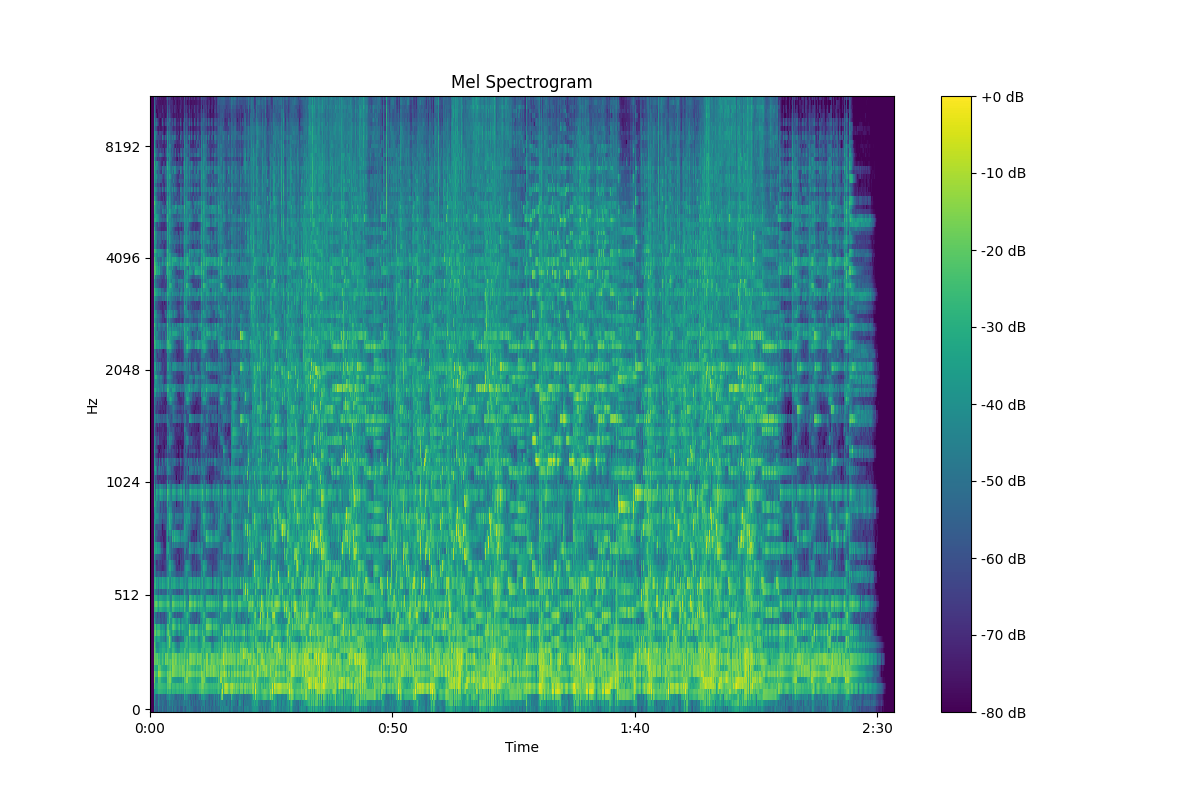 Mel Spectrogram
8192
4096
2048
1024
512
0
Hz
0:00
0:50
1:40
2:30
Time
+0 dB
-10 dB
-20 dB
-30 dB
-40 dB
-50 dB
-60 dB
-70 dB
-80 dB